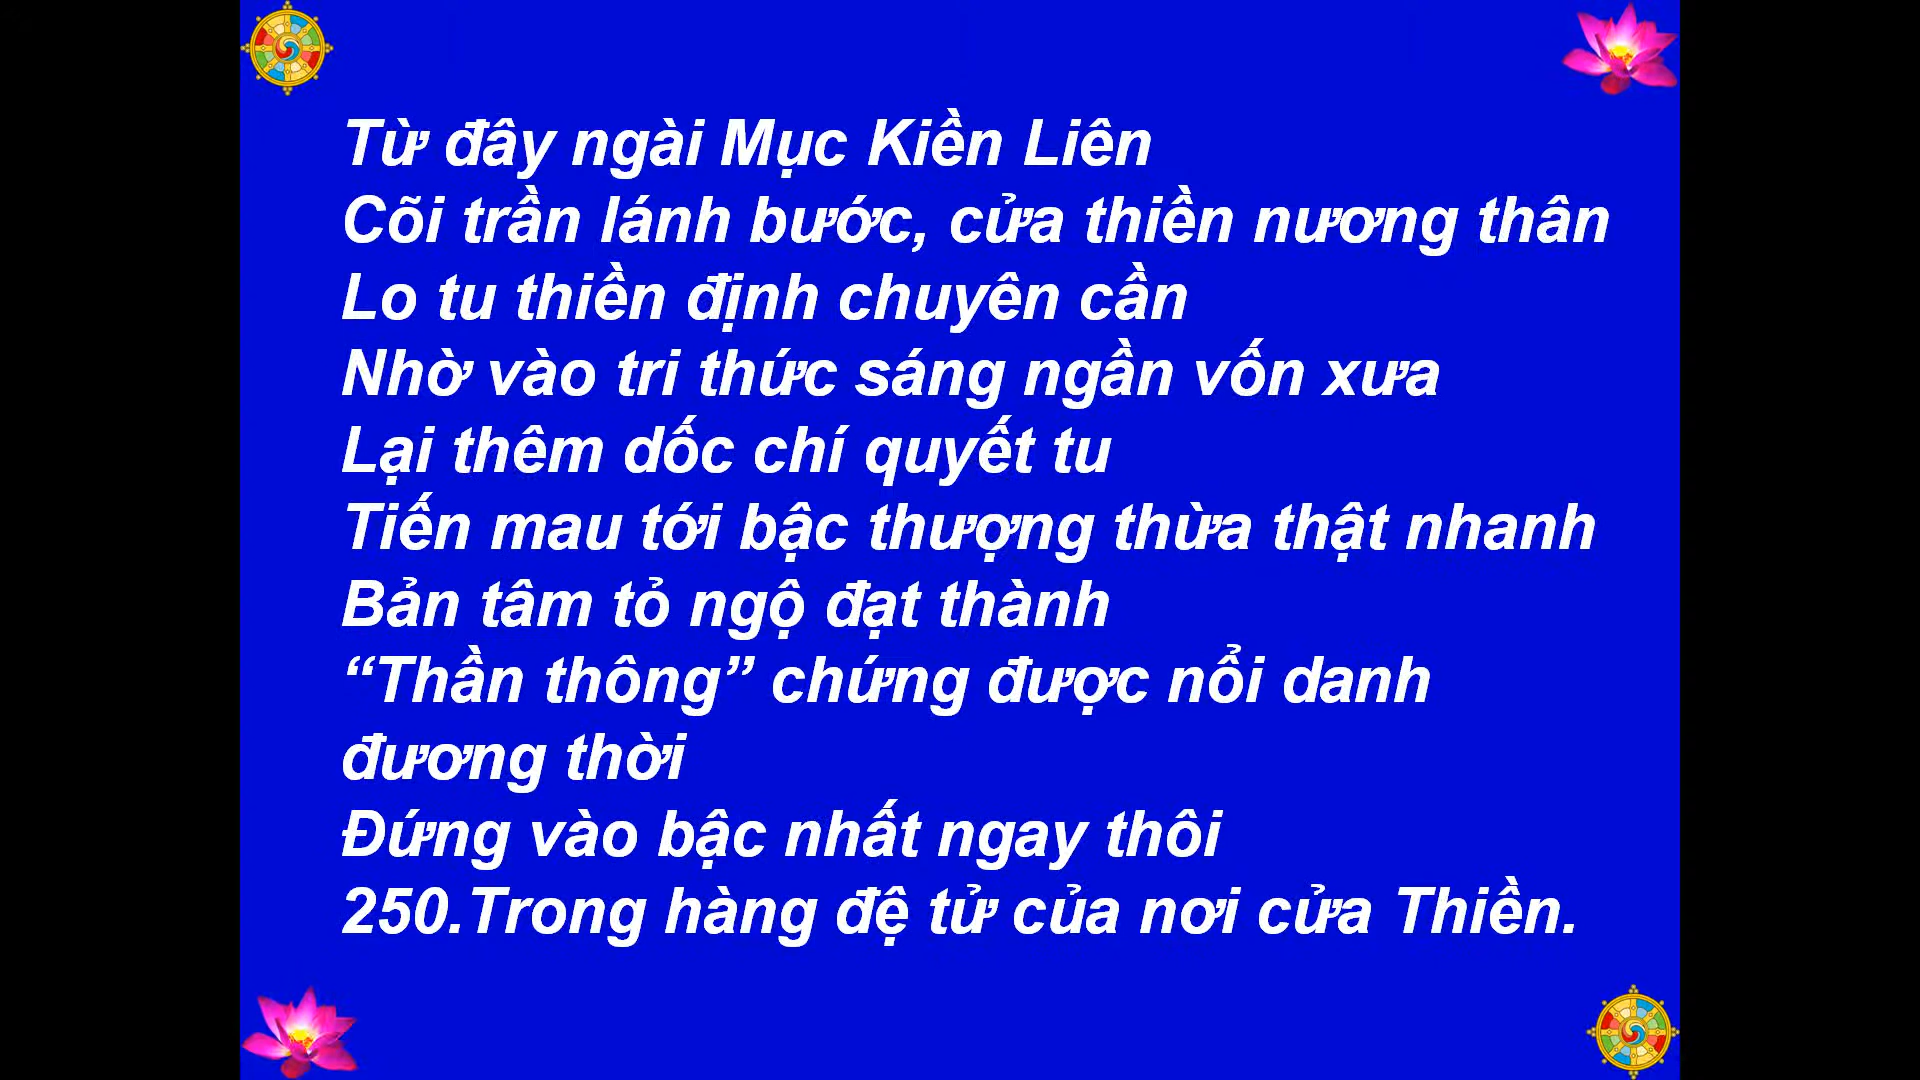 Từ đây ngài Mục Kiền Liên
Cõi trần lánh bước, cửa thiền nương thân
Lo tu thiền định chuyên cần
Nhờ vào tri thức sáng ngần vốn xưa
Lại thêm dốc chí quyết tu
Tiến mau tới bậc thượng thừa thật nhanh
Bản tâm tỏ ngộ đạt thành
“Thần thông” chứng được nổi danh
đương thời
Đứng vào bậc nhất ngay thôi
250.Trong hàng đệ tử của nơi cửa Thiền.